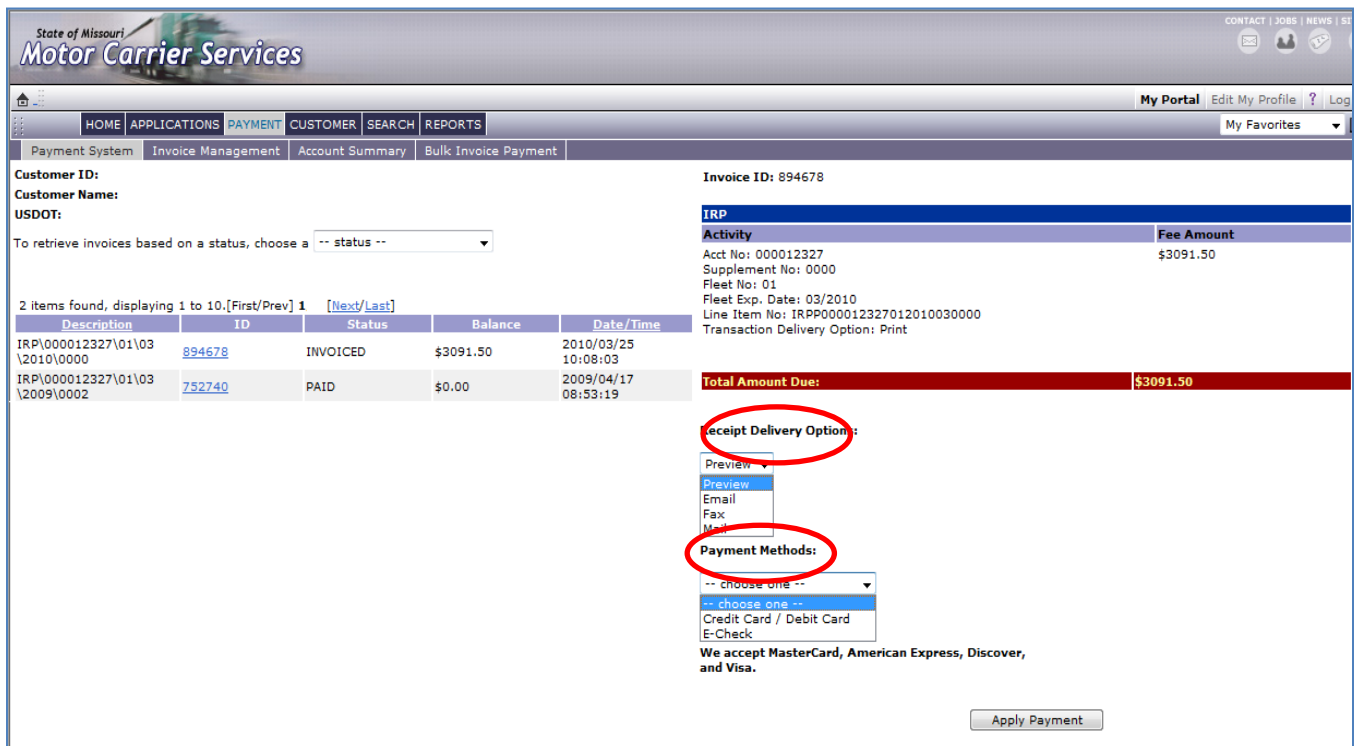 CONTACT | JOBS | NEWS |
State of Missouri
Motor Carrier Services
My Portal Edit My Profile ? Log
HOME APPLICATIONS PAYMENT CUSTOMER SEARCH REPORTS
My Favorites
Payment System Invoice Management Account Summary Bulk Invoice Payment
Customer ID:
Customer Name:
USDOT:
To retrieve invoices based on a status, choose a -- status --
2 items found, displaying 1 to 10.[First/Prev] 1 [Next/Last]
Description ID Status Balance Date/Time
IRP\000012327\01\03
\2010\0000
894678 INVOICED $3091.50
2010/03/25
10:08:03
IRP\000012327\01\03
\2009\0002
752740 PAID $0.00
2009/04/17
08:53:19
Invoice ID: 894678
IRP
Activity Fee Amount
Acct No: 000012327 $3091.50
Supplement No: 0000
Fleet No: 01
Fleet Exp. Date: 03/2010
Line Item No: IRPP000012327012010030000
Transaction Delivery Option: Print
Total Amount Due: $3091.50
Receipt Delivery Options:
Preview
Preview
Email
Fax
Mail
Payment Methods:
-- choose one --
-- choose one --
Credit Card / Debit Card
E-Check
We accept MasterCard, American Express, Discover,
and Visa.
Apply Payment